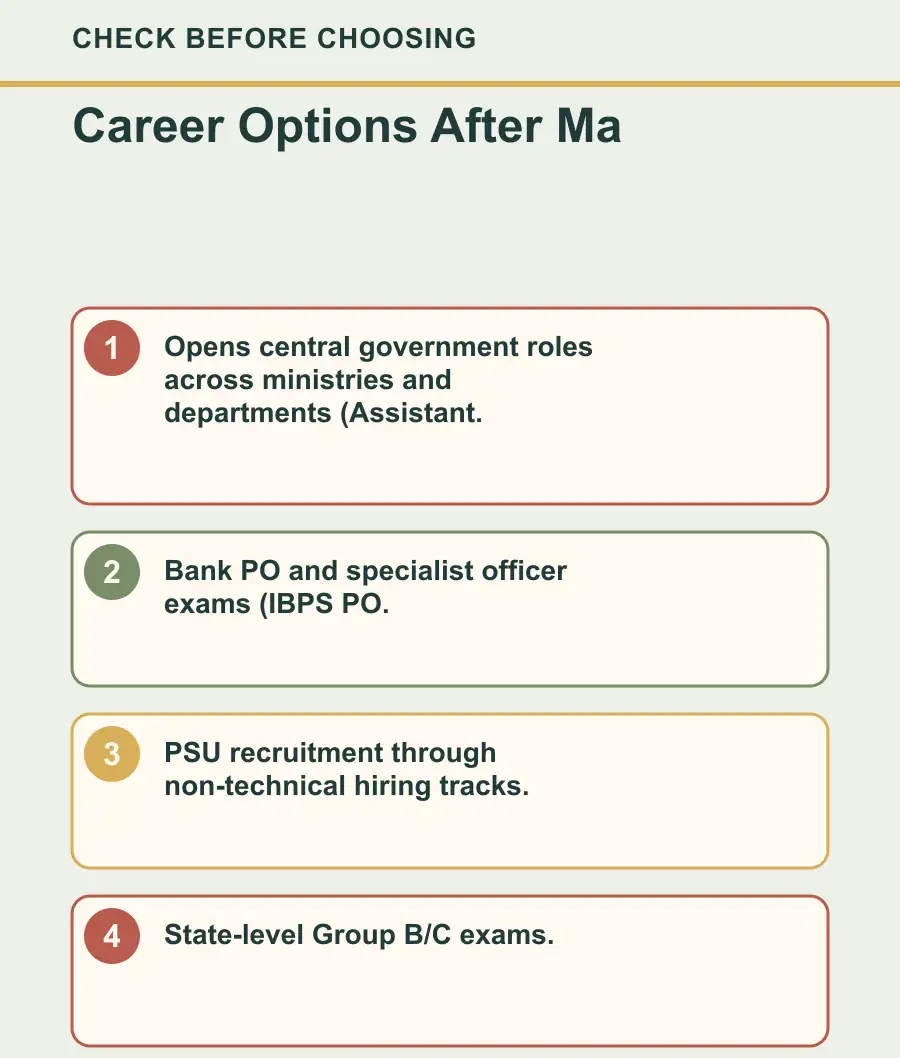 CHECK BEFORE CHOOSING
Career Options After Ma
1
Opens central government roles
across ministries and
departments (Assistant.
2
Bank PO and specialist officer
exams (IBPS PO.
3
PSU recruitment through
non-technical hiring tracks.
4
State-level Group B/C exams.